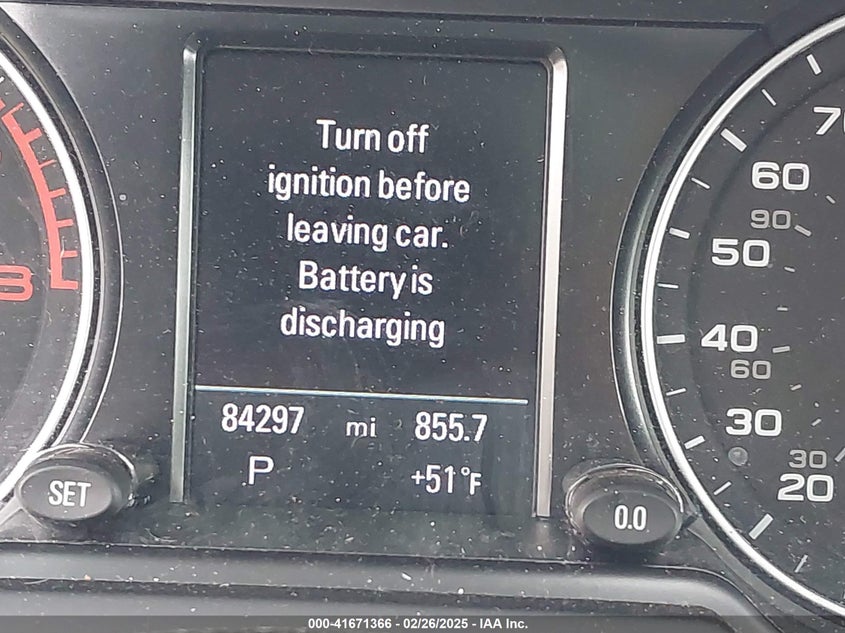 Turn off
ignition before
leaving car.
Battery is
discharging
84297 mi 855.7
P +51°F
SET
0.0
8
60
90
50
40
60
30
30
20
000-41671366 - 02/26/2025 - IAA Inc.